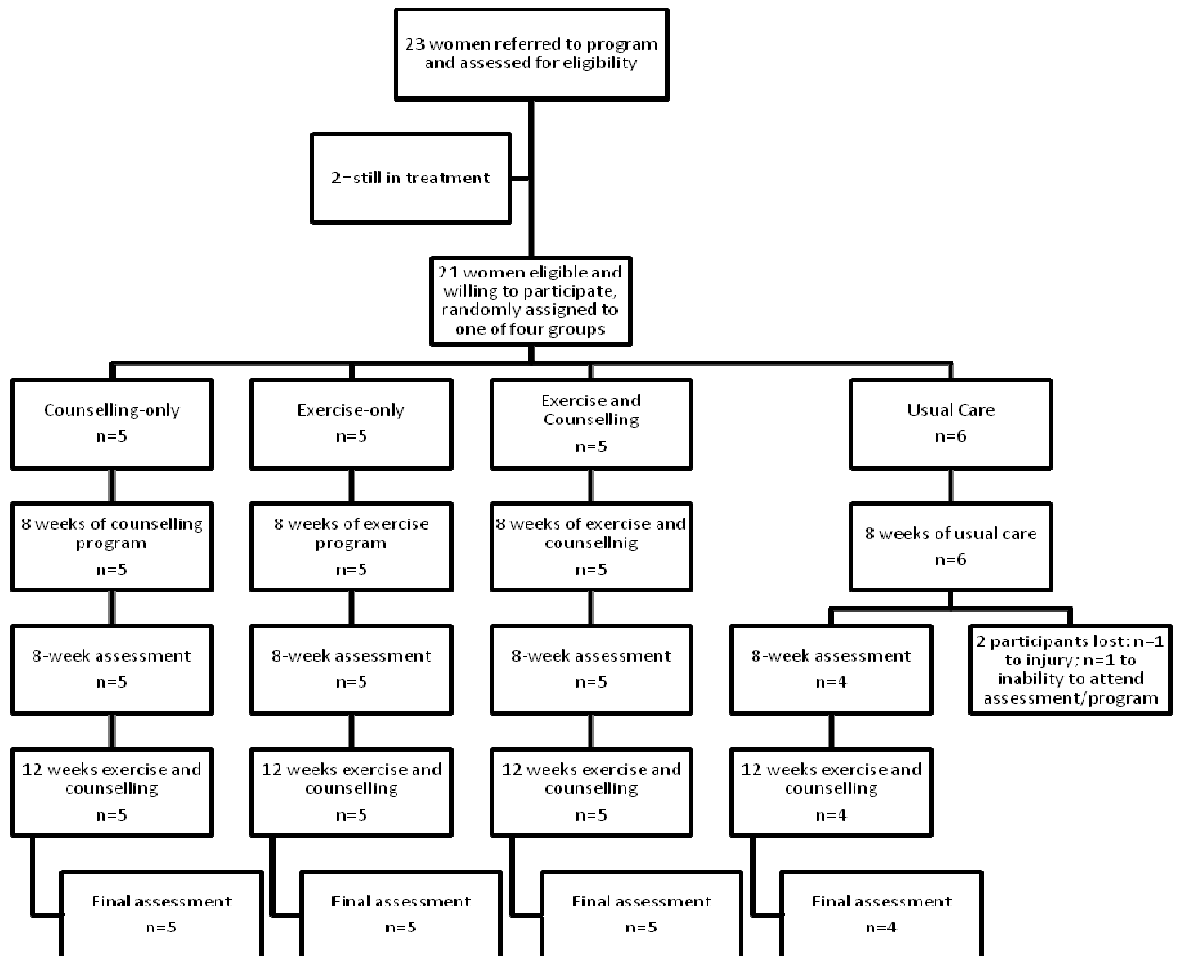 23 women referred to program
and assessed for eligibility
2–still in treatment
21 women eligible and
willing to participate,
randomly assigned to
one of four groups
Counselling-only
n=5
Exercise-only
n=5
Exercise and
Counselling
n=5
Usual Care
n=6
8 weeks of counselling
program
n=5
8 weeks of exercise
program
n=5
8 weeks of exercise and
counsellnig
n=5
8 weeks of usual care
n=6
8-week assessment
n=5
8-week assessment
n=5
8-week assessment
n=5
8-week assessment
n=4
2 participants lost: n=1
to injury; n=1 to
inability to attend
assessment/program
12 weeks exercise and
counselling
n=5
12 weeks exercise and
counselling
n=5
12 weeks exercise and
counselling
n=5
12 weeks exercise and
counselling
n=4
Final assessment
n=5
Final assessment
n=5
Final assessment
n=5
Final assessment
n=4